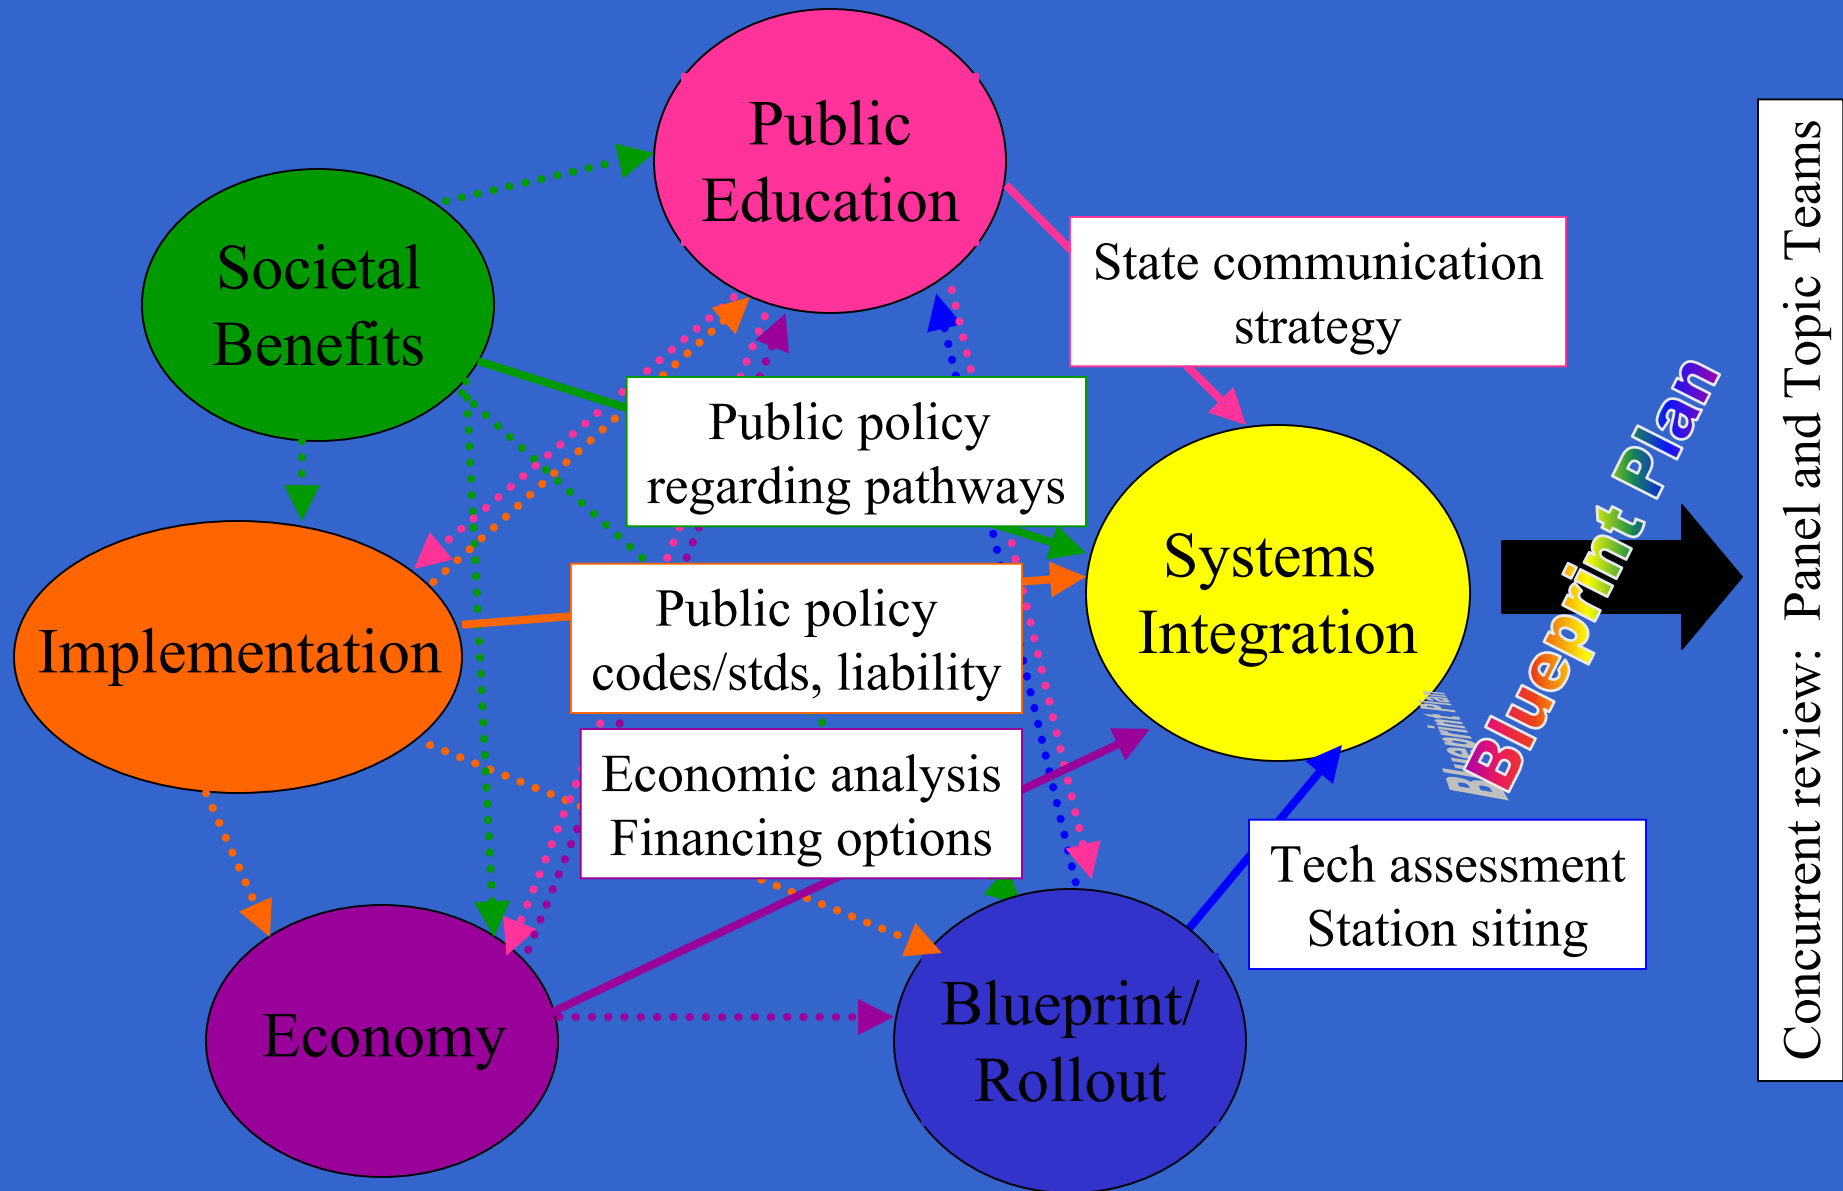 Public
Education
Societal
Benefits
State communication
strategy
Public policy
regarding pathways
Implementation
Public policy
codes/stds, liability
Systems
Integration
Economic analysis
Financing options
Tech assessment
Station siting
Economy
Blueprint/
Rollout
Blueprint Plan
Blueprint Plan
Concurrent review: Panel and Topic Teams